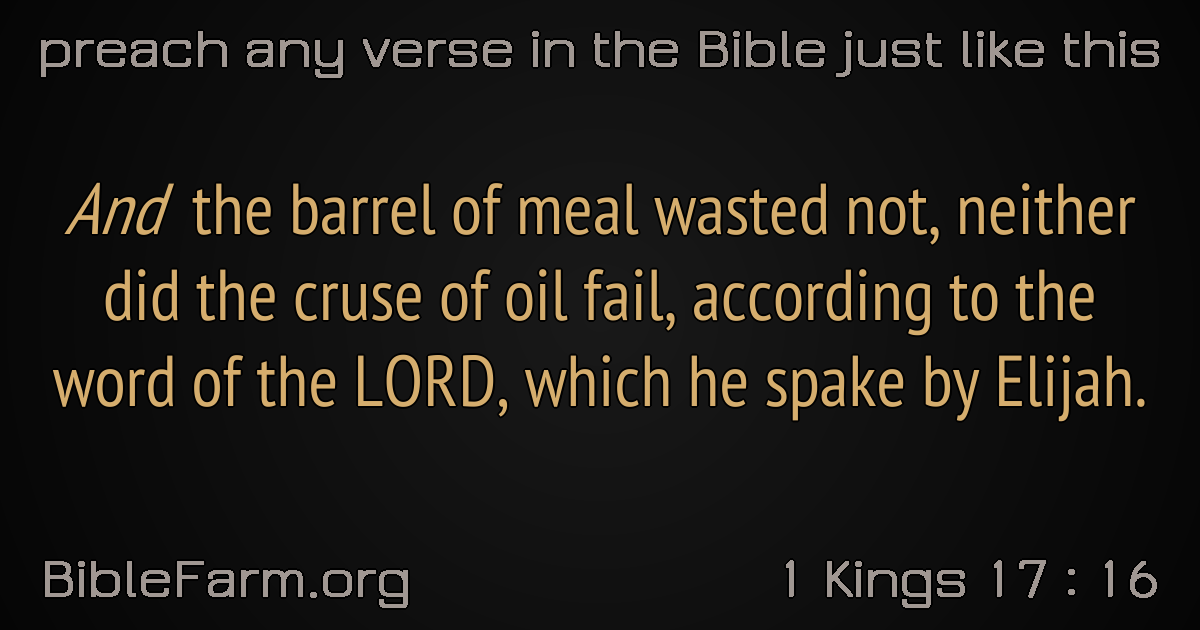 preach any verse in the Bible just like this
And the barrel of meal wasted not, neither
did the cruse of oil fail, according to the
word of the LORD, which he spake by Elijah.
BibleFarm.org
1 Kings 17 : 16